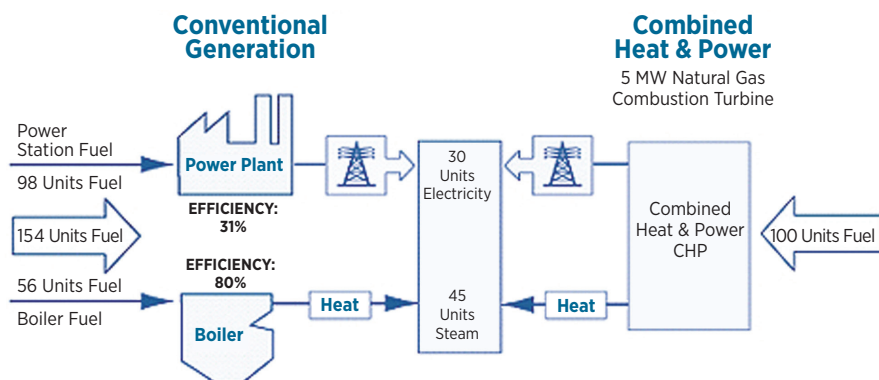 Conventional
Generation
Combined
Heat & Power
5 MW Natural Gas
Combustion Turbine
Power
Station Fuel
98 Units Fuel
Power Plant
EFFICIENCY:
31%
154 Units Fuel
EFFICIENCY:
80%
56 Units Fuel
Boiler Fuel
Boiler
Heat
30
Units
Electricity
45
Units
Steam
Heat
Combined
Heat & Power
CHP
100 Units Fuel